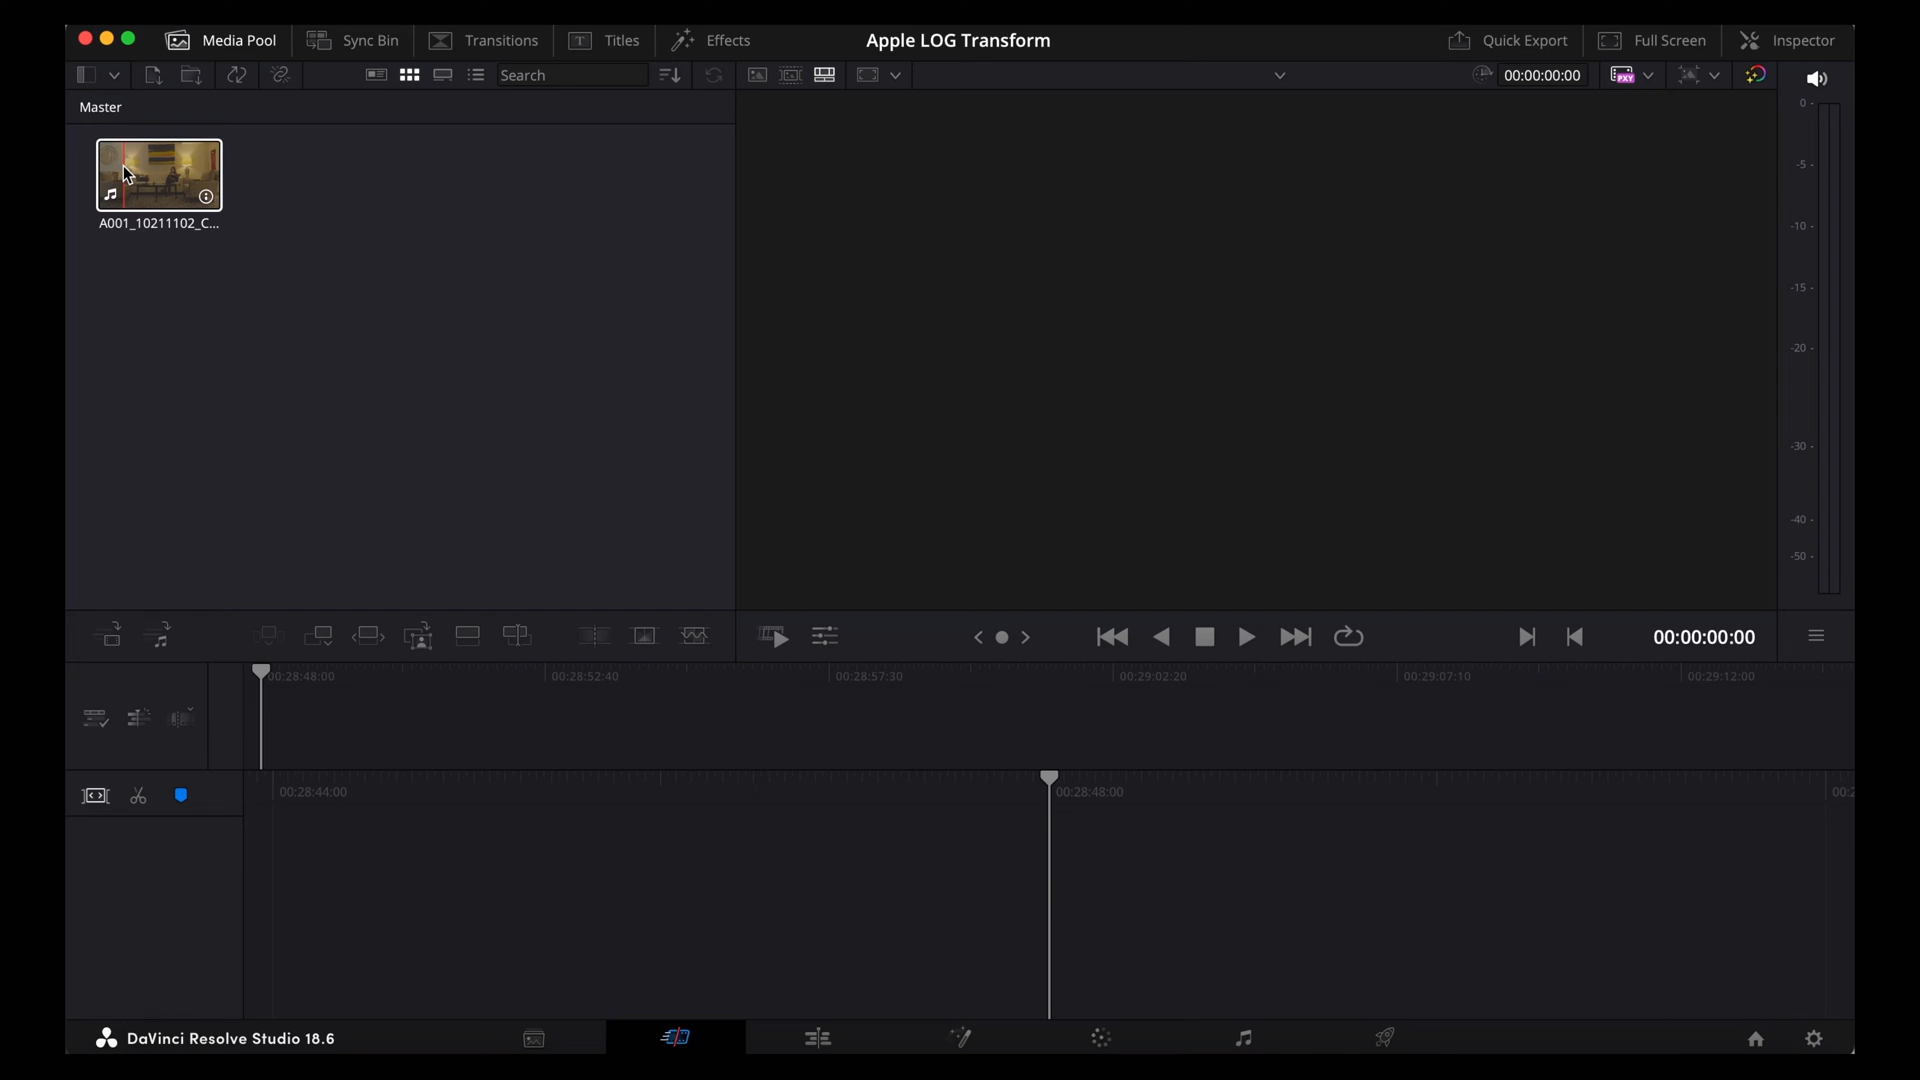 Media Pool Sync Bin Transitions Titles Effects Apple LOG Transform Quick Export Full Screen Inspector
Search 00:00:00:00 PXY
Master
A001_10211102_C...
0
-5
-10
-15
-20
-30
-40
-50
00:00:00:00
00:28:48:00 00:28:52:40 00:28:57:30 00:29:02:20 00:29:07:10 00:29:12:00
00:28:44:00 00:28:48:00 00:2
DaVinci Resolve Studio 18.6